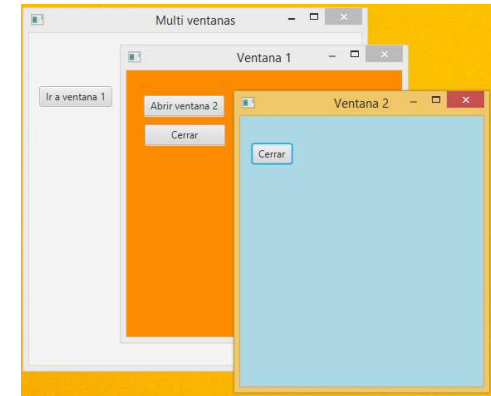 Multi ventanas
Ir a ventana 1
Ventana 1
Abrir ventana 2
Cerrar
Ventana 2
Cerrar